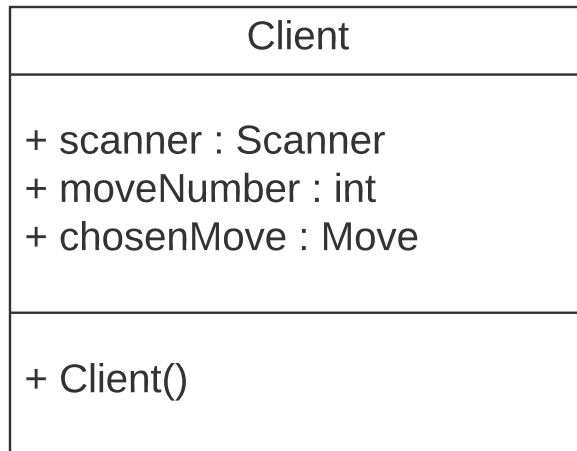 Client
+ scanner : Scanner
+ moveNumber : int
+ chosenMove : Move
+ Client()